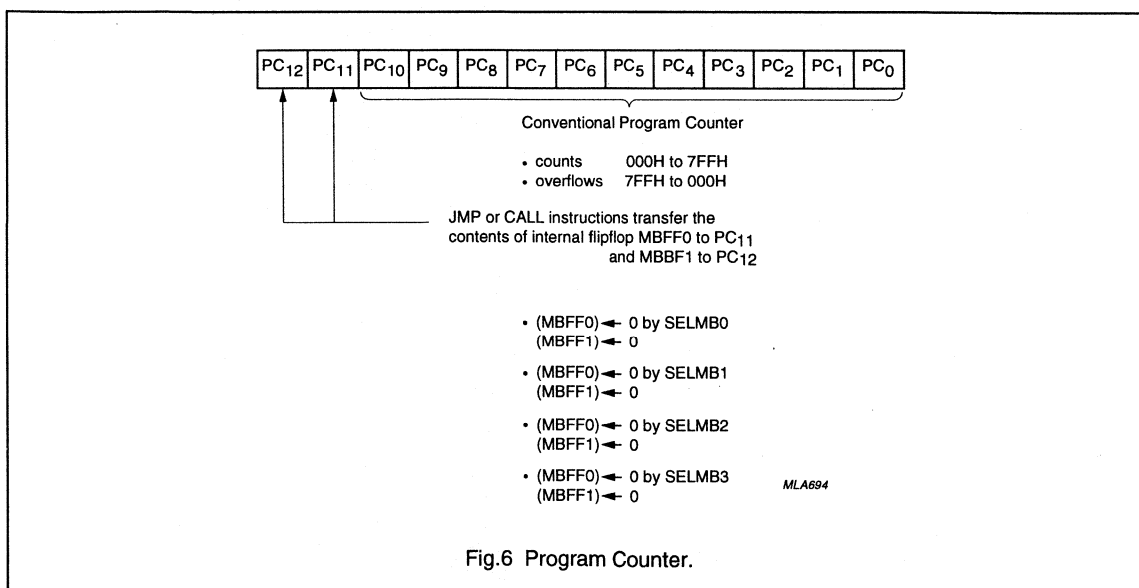 PC12 PC11 PC10 PC9 PC8 PC7 PC6 PC5 PC4 PC3 PC2 PC1 PC0
Conventional Program Counter
• counts 000H to 7FFH
• overflows 7FFH to 000H
JMP or CALL instructions transfer the
contents of internal flipflop MBFF0 to PC11
and MBBF1 to PC12
• (MBFF0) ← 0 by SELMB0
(MBFF1) ← 0
• (MBFF0) ← 0 by SELMB1
(MBFF1) ← 0
• (MBFF0) ← 0 by SELMB2
(MBFF1) ← 0
• (MBFF0) ← 0 by SELMB3
(MBFF1) ← 0
MLA694
Fig.6 Program Counter.